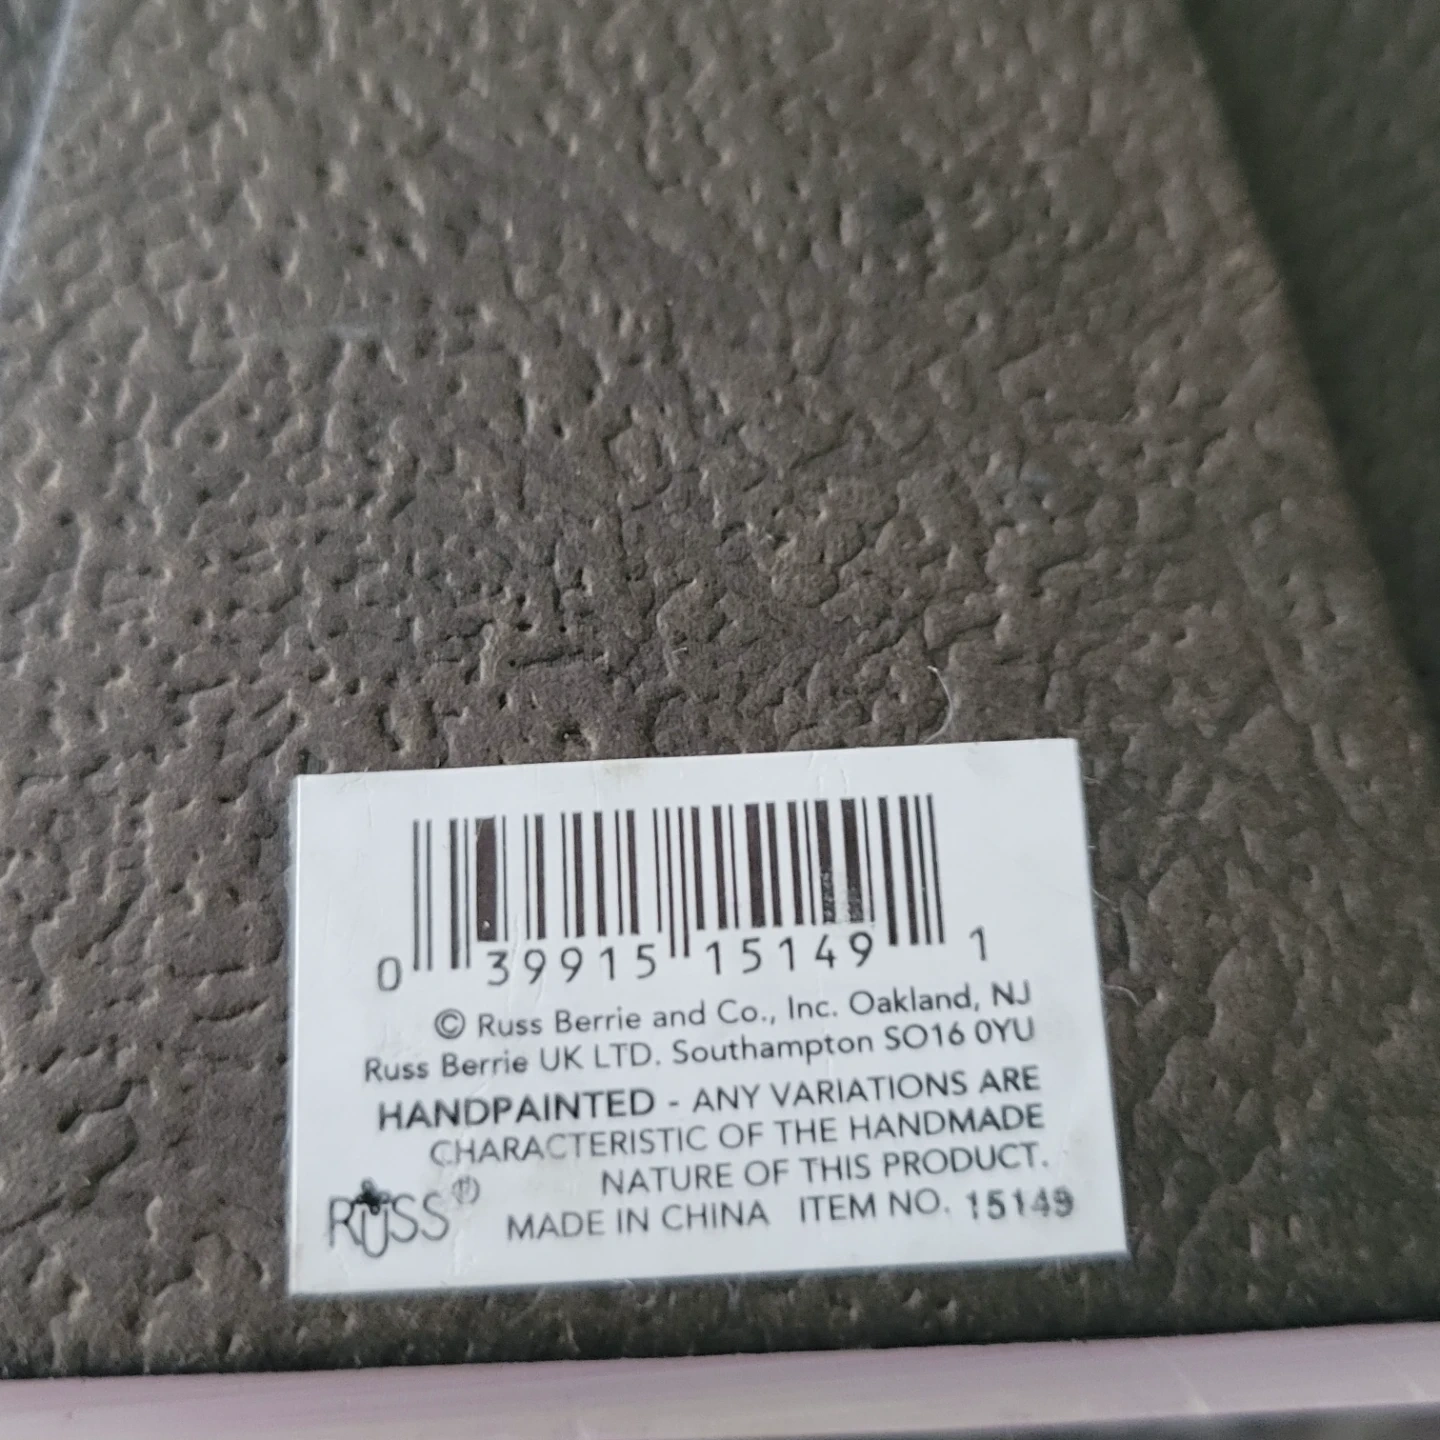 0 39915 15149 1
© Russ Berrie and Co., Inc. Oakland, NJ
Russ Berrie UK LTD. Southampton SO16 0YU
HANDPAINTED - ANY VARIATIONS ARE
CHARACTERISTIC OF THE HANDMADE
NATURE OF THIS PRODUCT.
RUSS® MADE IN CHINA ITEM NO. 15149